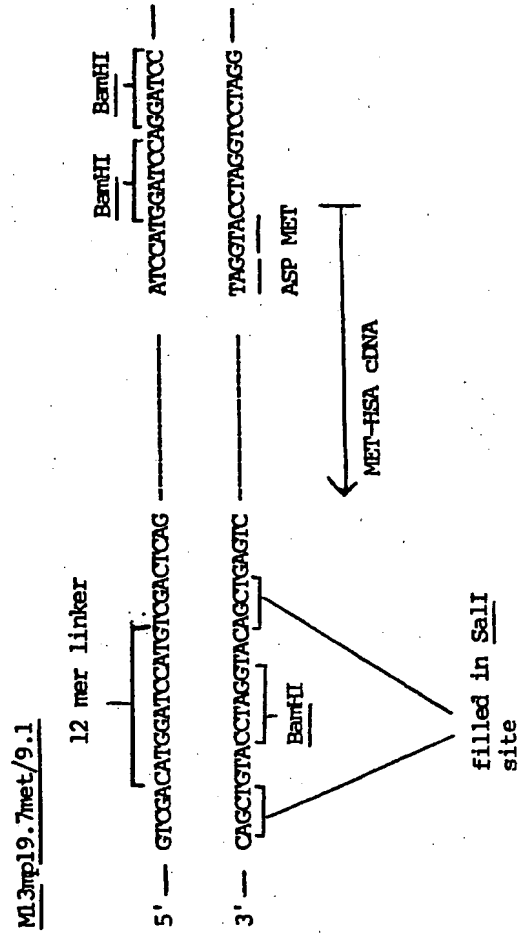 M13mp19.7met/9.1
12 mer linker
BamHI BamHI
5' — GTCGACATGGATCCATGTCGACTCAG ——————— ATCCATGGATCCAGGATCC —
3' — CAGCTGTACCTAGGTACAGCTGAGTC ——————— TAGGTACCTAGGTCCTAGG —
BamHI
ASP MET
MET-HSA cDNA
filled in SalI
site